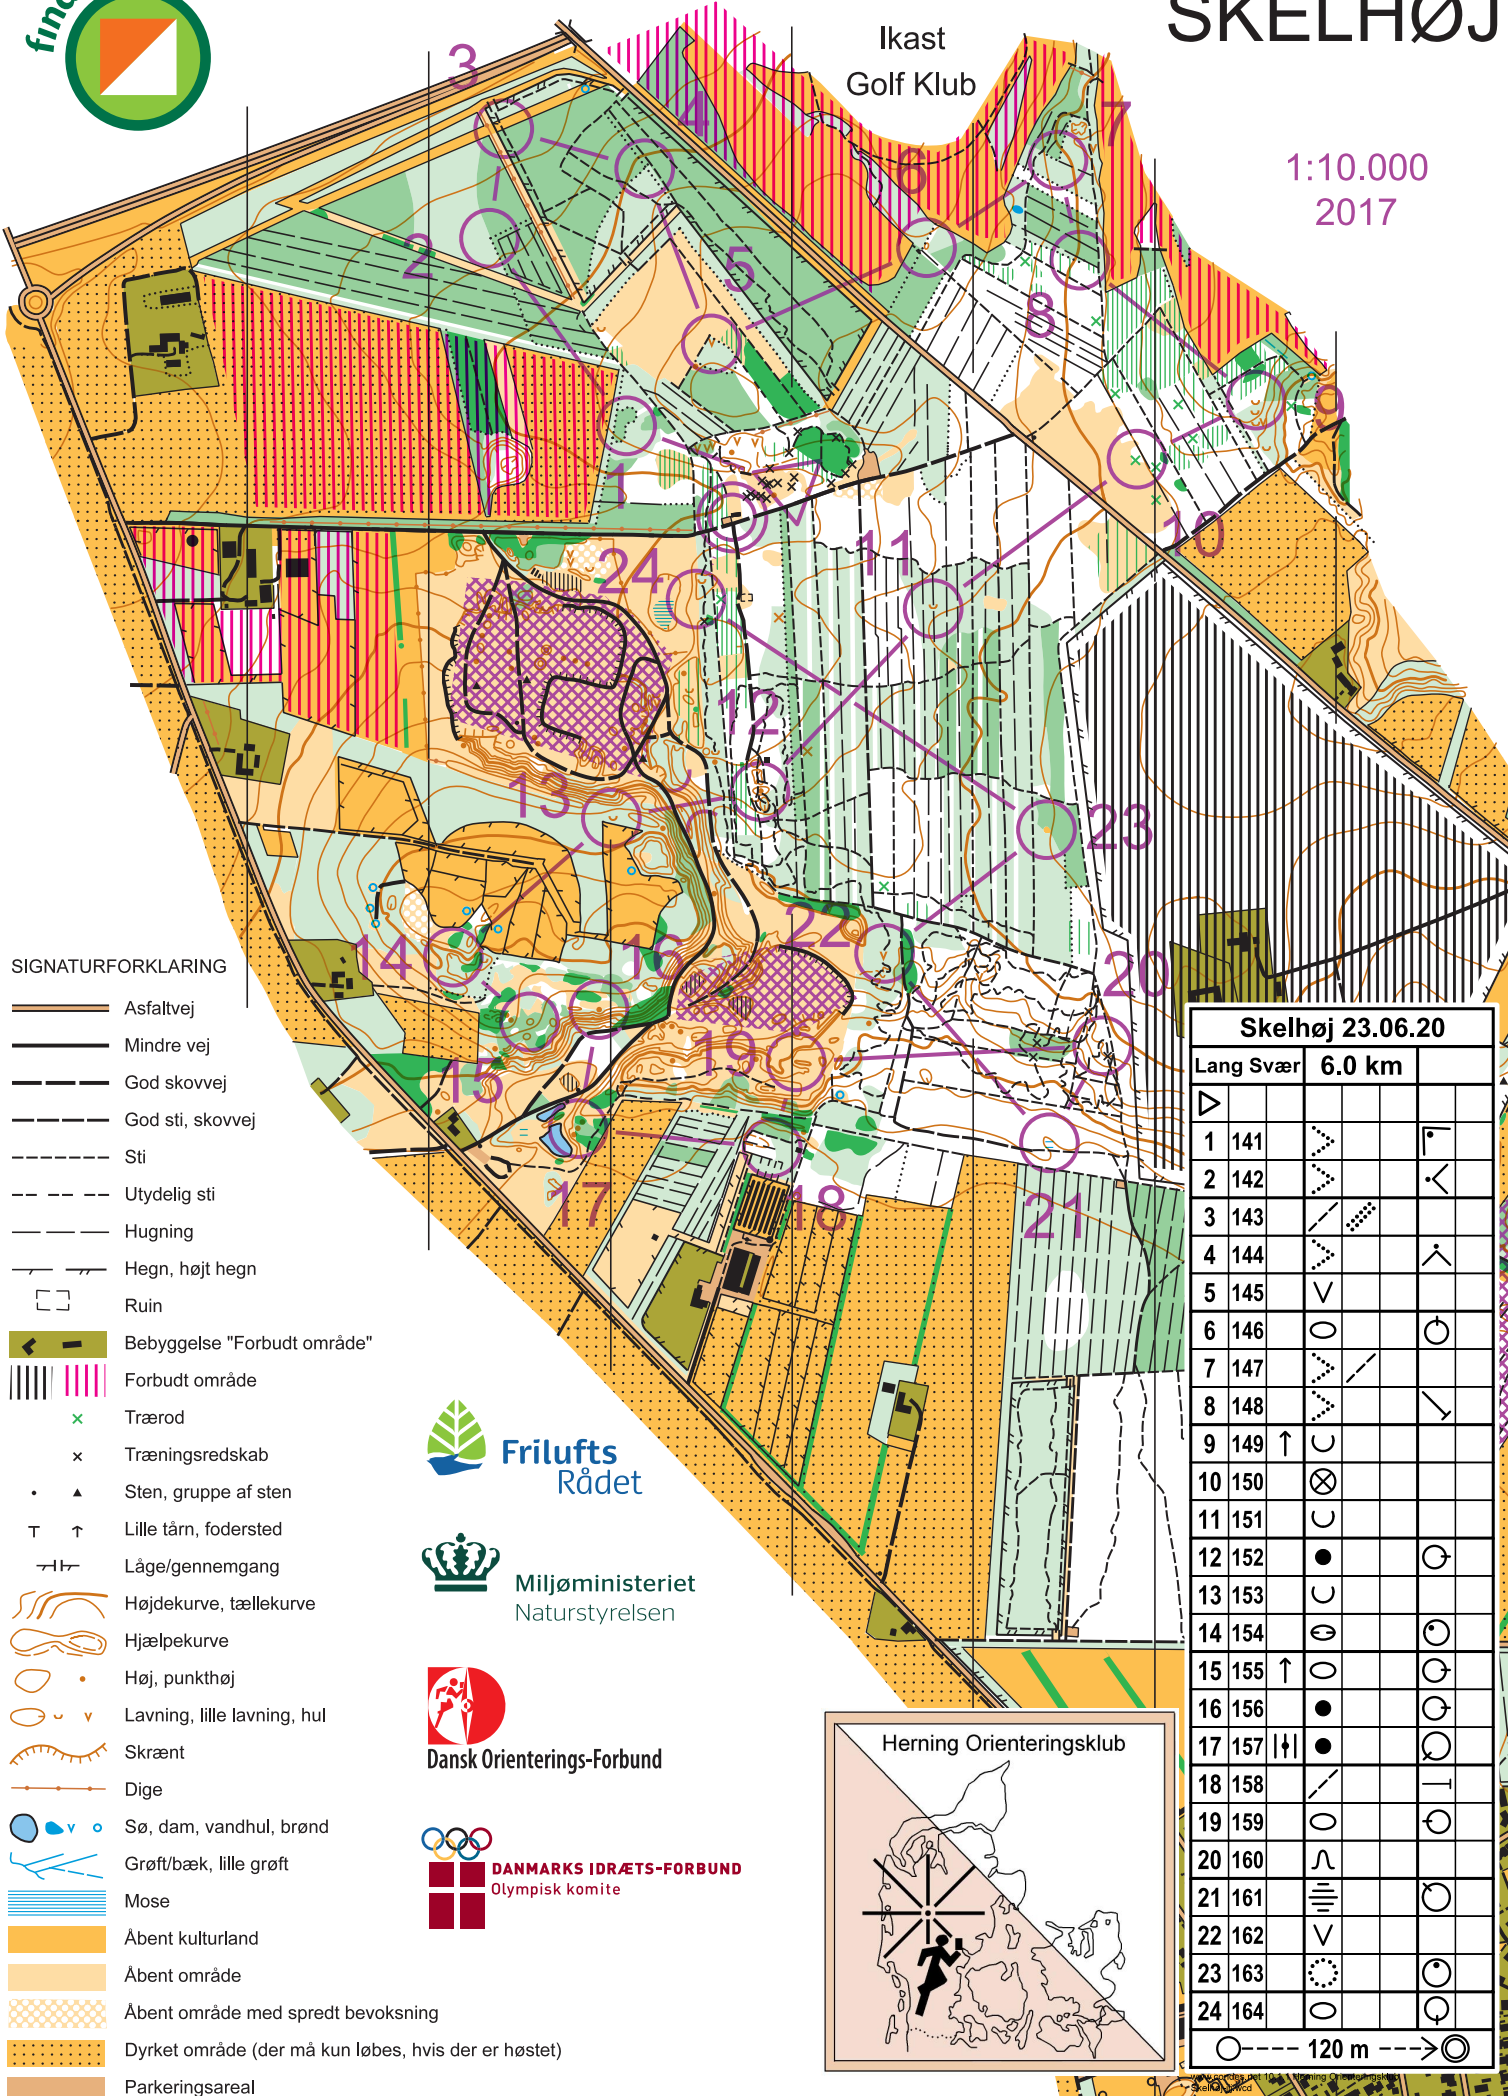 find
SKELHØJ
Ikast
Golf Klub
1:10.000
2017
3
4
7
6
2
5
8
9
1
10
11
24
12
13
23
22
14
16
20
19
15
17
18
21
SIGNATURFORKLARING
Asfaltvej
Mindre vej
God skovvej
God sti, skovvej
Sti
Utydelig sti
Hugning
Hegn, højt hegn
Ruin
Bebyggelse "Forbudt område"
Forbudt område
Trærod
Træningsredskab
Sten, gruppe af sten
Lille tårn, fodersted
Låge/gennemgang
Højdekurve, tællekurve
Hjælpekurve
Høj, punkthøj
Lavning, lille lavning, hul
Skrænt
Dige
Sø, dam, vandhul, brønd
Grøft/bæk, lille grøft
Mose
Åbent kulturland
Åbent område
Åbent område med spredt bevoksning
Dyrket område (der må kun løbes, hvis der er høstet)
Parkeringsareal
Frilufts
Rådet
Miljøministeriet
Naturstyrelsen
Dansk Orienterings-Forbund
DANMARKS IDRÆTS-FORBUND
Olympisk komite
Herning Orienteringsklub
Skelhøj 23.06.20
Lang Svær 6.0 km
1 141
2 142
3 143
4 144
5 145
6 146
7 147
8 148
9 149
10 150
11 151
12 152
13 153
14 154
15 155
16 156
17 157
18 158
19 159
20 160
21 161
22 162
23 163
24 164
120 m